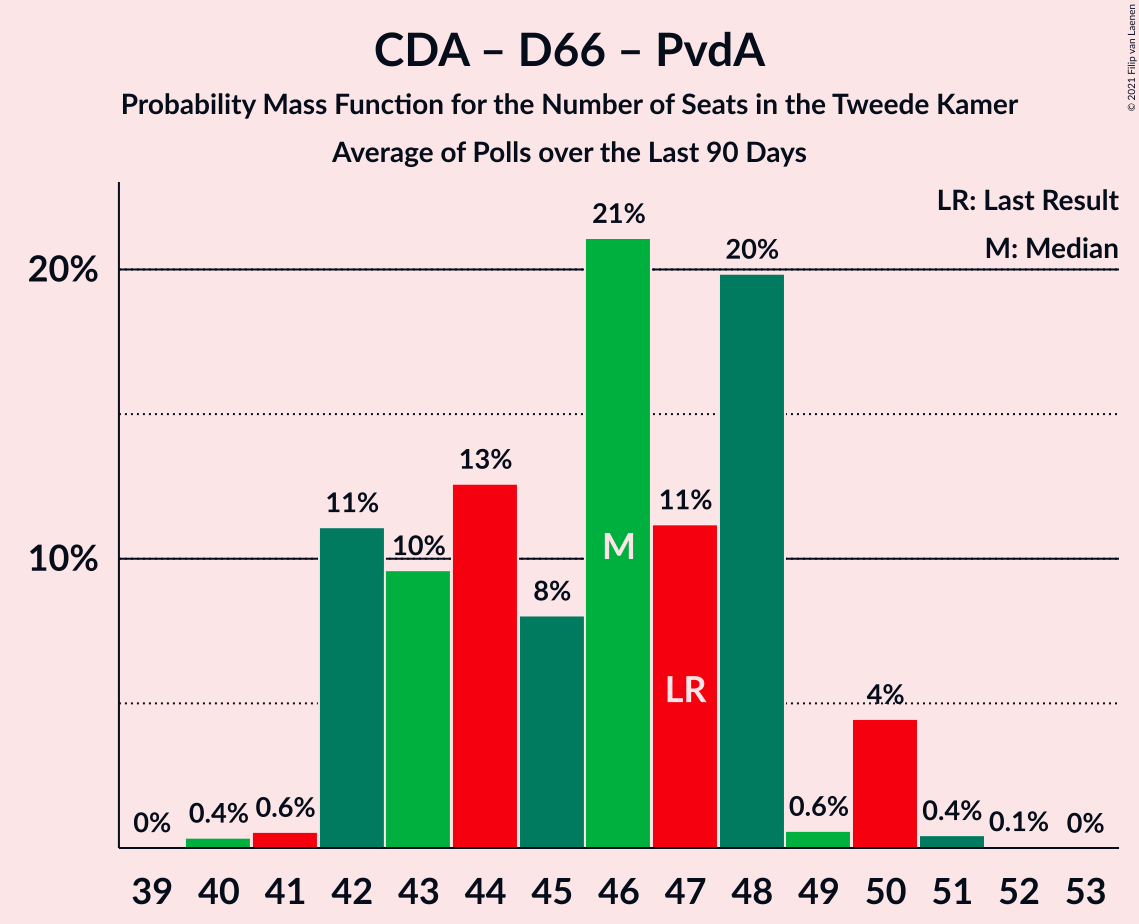 CDA – D66 – PvdA
Probability Mass Function for the Number of Seats in the Tweede Kamer
Average of Polls over the Last 90 Days
© 2021 Filip van Laenen
LR: Last Result
M: Median
20%
10%
0%
0.4%
0.6%
11%
10%
13%
8%
21%
11%
20%
0.6%
4%
0.4%
0.1%
0%
M
LR
39 40 41 42 43 44 45 46 47 48 49 50 51 52 53